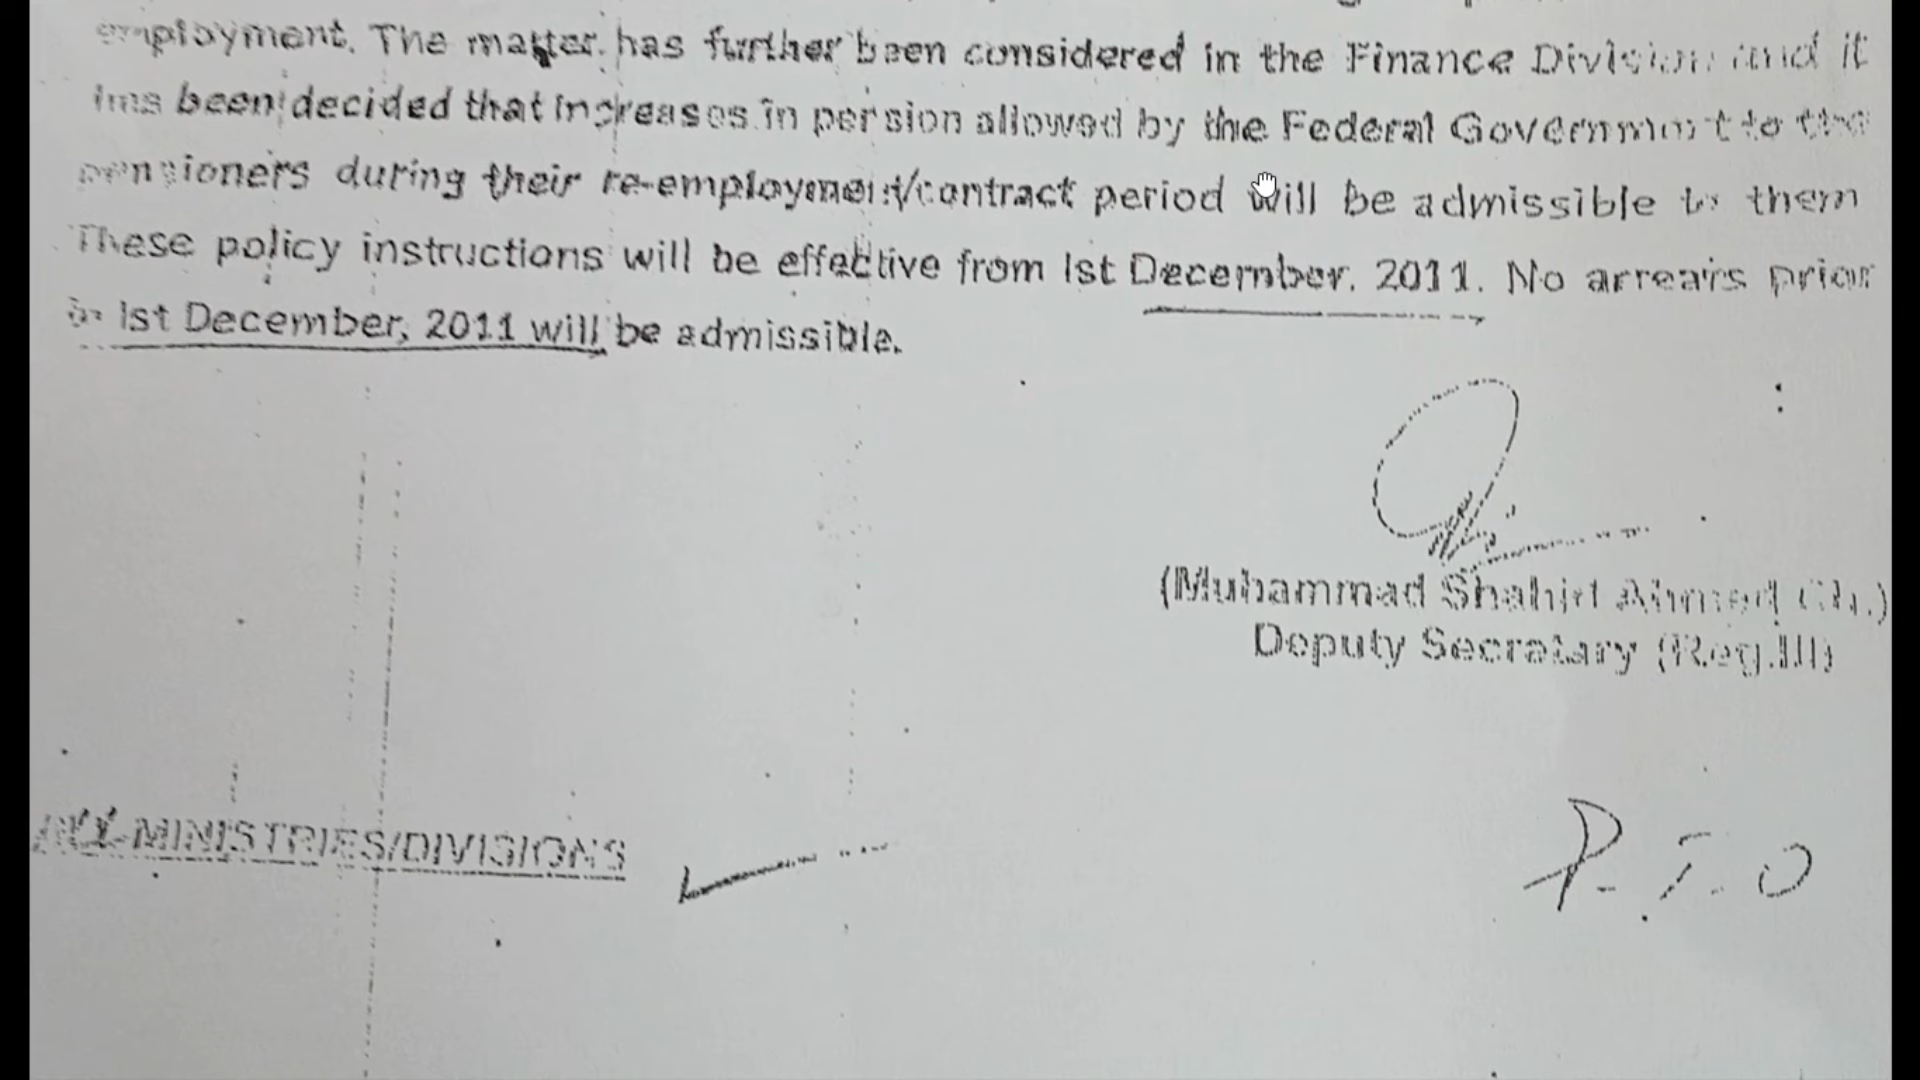 employment. The matter has further been considered in the Finance Division and it
has been decided that increases in pension allowed by the Federal Government to the
pensioners during their re-employment/contract period will be admissible to them
These policy instructions will be effective from 1st December, 2011. No arrears prior
to 1st December, 2011 will be admissible.
(Muhammad Shahid Ahmed Ch.)
Deputy Secretary (Reg.III)
ALL MINISTRIES/DIVISIONS
P.T.O